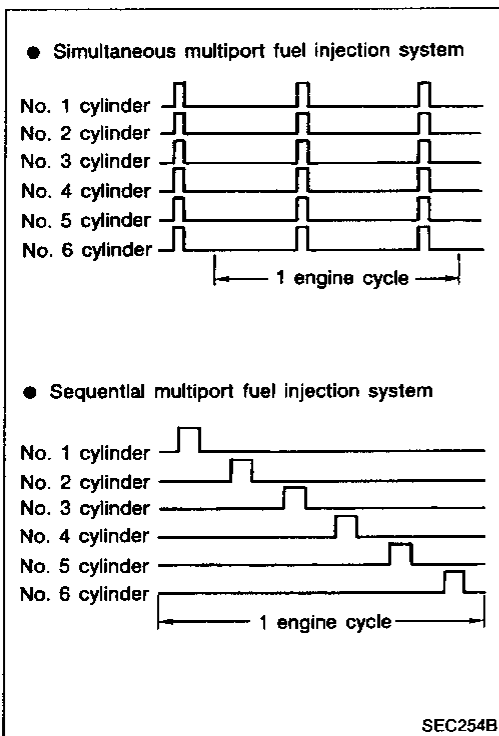 ● Simultaneous multiport fuel injection system
No. 1 cylinder
No. 2 cylinder
No. 3 cylinder
No. 4 cylinder
No. 5 cylinder
No. 6 cylinder
1 engine cycle
● Sequential multiport fuel injection system
No. 1 cylinder
No. 2 cylinder
No. 3 cylinder
No. 4 cylinder
No. 5 cylinder
No. 6 cylinder
1 engine cycle
SEC254B